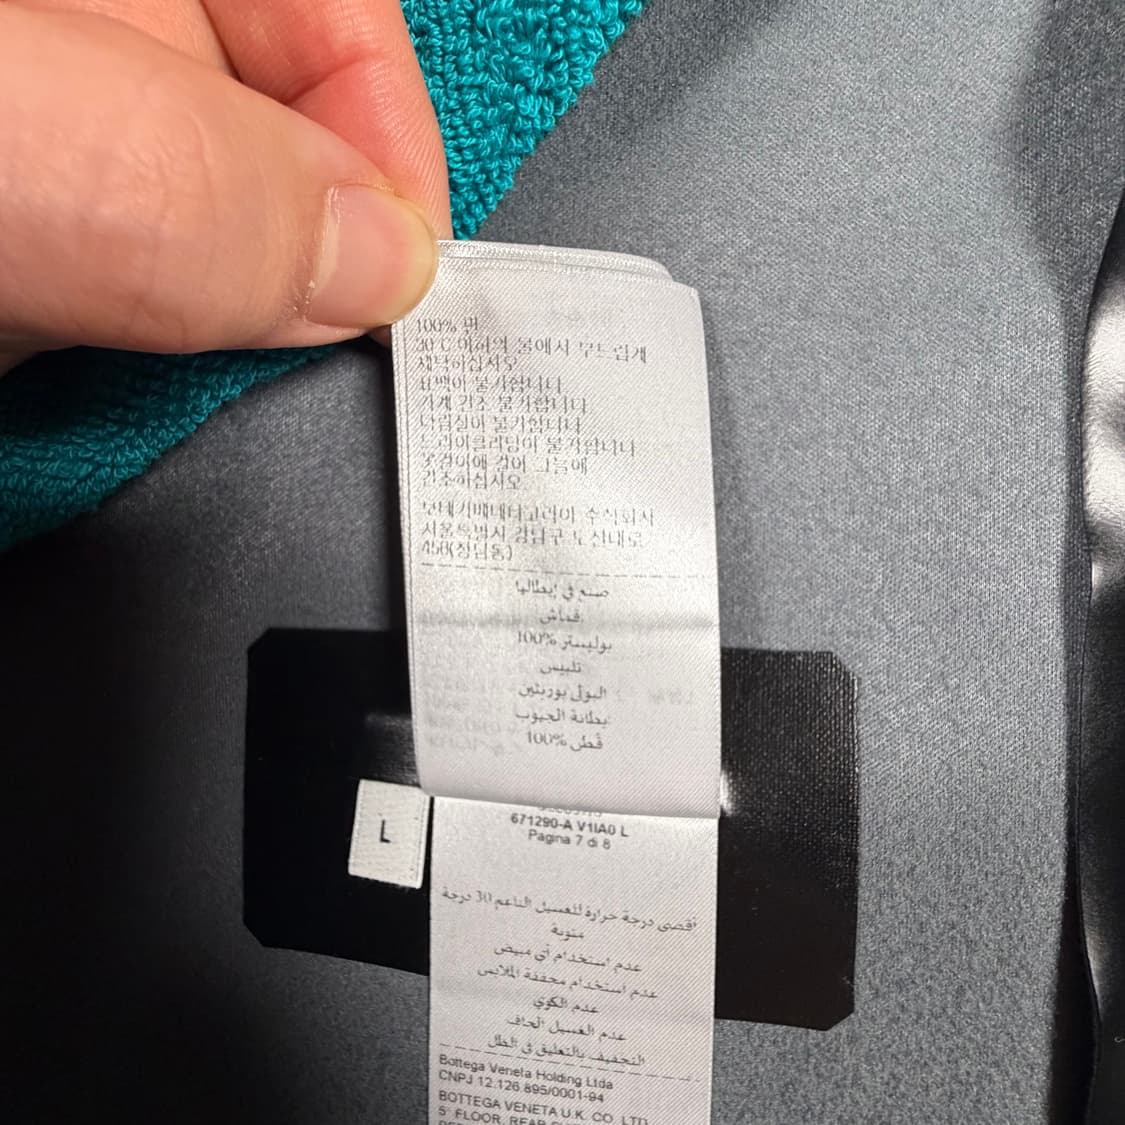 100% 면
30°C 이하의 물에서 부드럽게
세탁하십시오
표백이 불가합니다
기계 건조 불가합니다
다림질이 불가합니다
드라이클리닝이 불가합니다
옷걸이에 걸어 그늘에
건조하십시오
보테가베네타코리아 주식회사
서울특별시 강남구 도산대로
456(청담동)
صنع في إيطاليا
قماش:
بوليستر %100
تلبيس
البولي يوريثين
بطانة الجيوب:
قطن %100
L
671290-A V1IA0 L
Pagina 7 di 8
أقصى درجة حرارة للغسيل الناعم 30 درجة
مئوية
عدم استخدام أي مبيض
عدم استخدام مجففة الملابس
عدم الكوي
عدم الغسيل الجاف
التجفيف بالتعليق في الظل
Bottega Veneta Holding Ltda
CNPJ 12.126.895/0001-94
BOTTEGA VENETA U.K. CO. LTD.
5 FLOOR, REAR